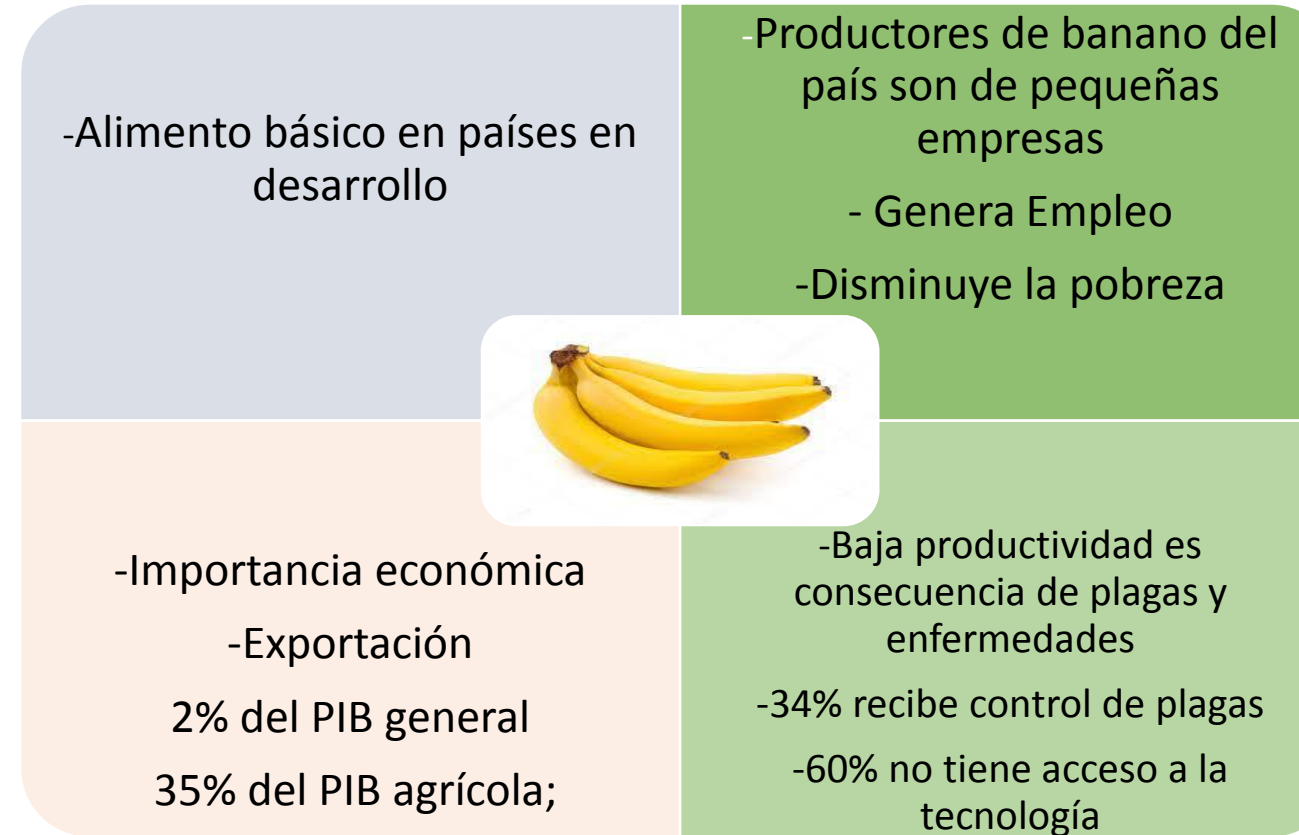 -Alimento básico en países en
desarrollo
-Productores de banano del
país son de pequeñas
empresas
- Genera Empleo
-Disminuye la pobreza
-Importancia económica
-Exportación
2% del PIB general
35% del PIB agrícola;
-Baja productividad es
consecuencia de plagas y
enfermedades
-34% recibe control de plagas
-60% no tiene acceso a la
tecnología